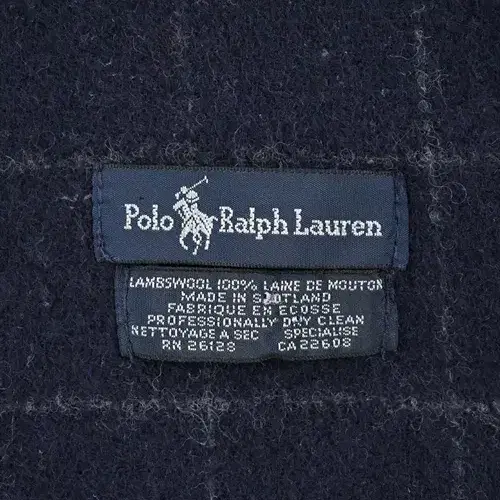 Polo Ralph Lauren
LAMBSWOOL 100% LAINE DE MOUTON
MADE IN SCOTLAND
FABRIQUE EN ECOSSE
PROFESSIONALLY DRY CLEAN
NETTOYAGE A SEC SPECIALISE
RN 26128 CA 22608